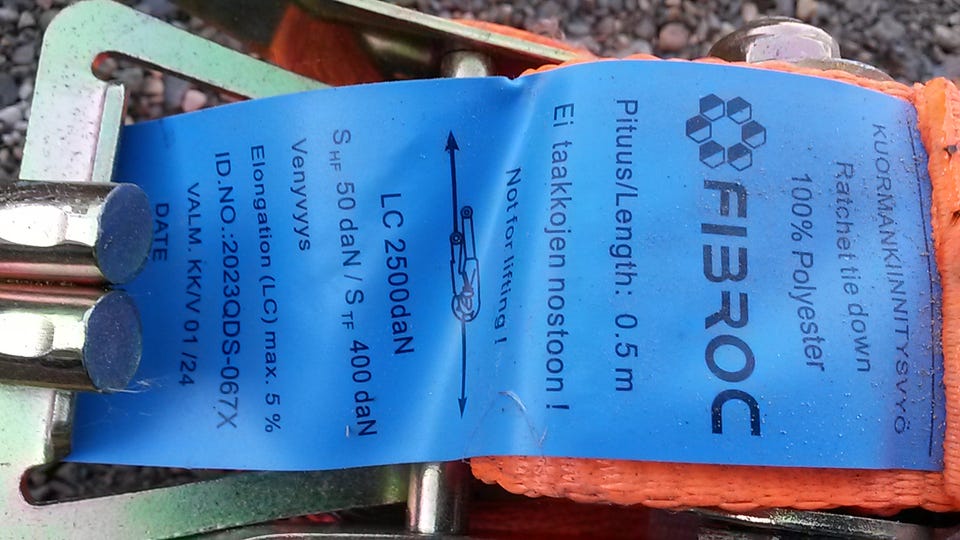 KUORMANKINNITYSVYÖ
Ratchet tie down
100% Polyester
FIBROC
Pituus/Length: 0.5 m
Ei taakkojen nostoon!
Not for lifting!
LC 2500daN
SHF 50 daN / STF 400 daN
Venyvyys
Elongation (LC) max. 5 %
ID.NO.:2023QDS-067X
VALM. KK/V 01/24
DATE